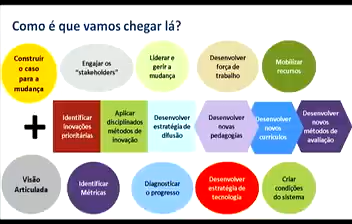 Como é que vamos chegar lá?
Construir
o caso
para a
mudança
Engajar os
“stakeholders”
Liderar e
gerir a
mudança
Desenvolver
força de
trabalho
Mobilizar
recursos
+
Identificar
inovações
prioritárias
Aplicar
disciplinados
métodos de
inovação
Desenvolver
estratégia de
difusão
Desenvolver
novas
pedagogias
Desenvolver
novos
currículos
Desenvolver
novos
métodos de
avaliação
Visão
Articulada
Identificar
Métricas
Diagnosticar
o progresso
Desenvolver
estratégia de
tecnologia
Criar
condições
do sistema